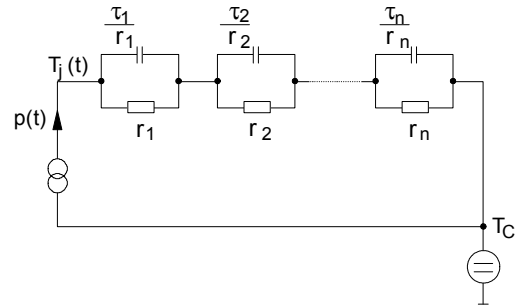 τ1 τ2 τn
r1 r2 rn
Tj(t)
r1 r2 rn
p(t)
TC